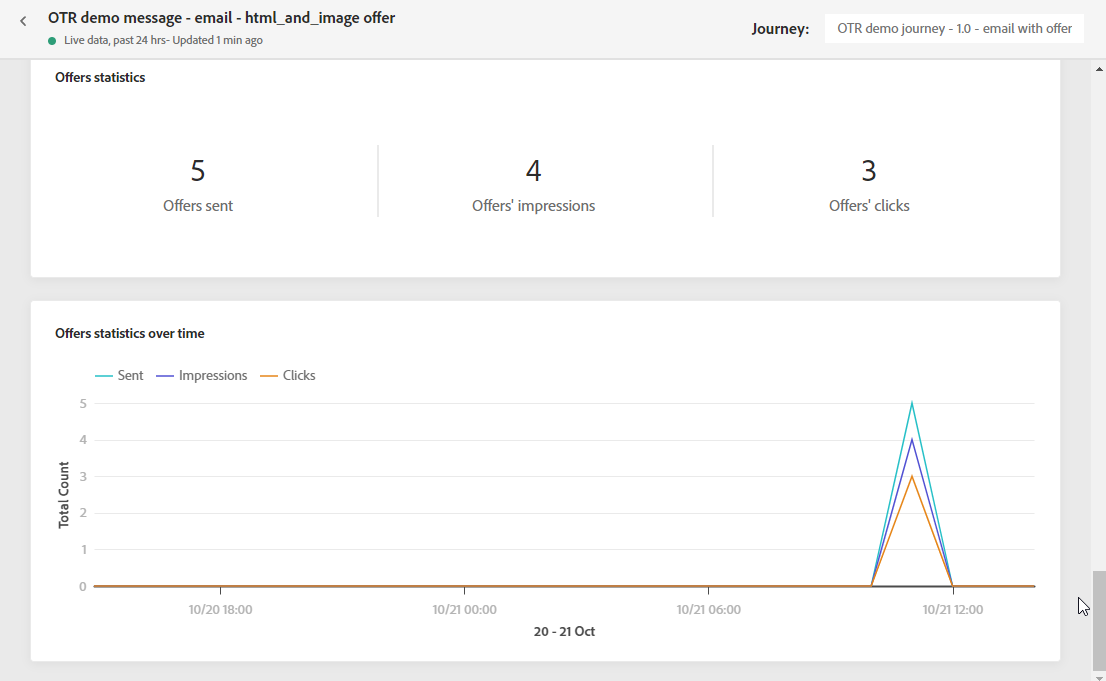 OTR demo message - email - html_and_image offer
Live data, past 24 hrs- Updated 1 min ago
Journey:
OTR demo journey - 1.0 - email with offer
Offers statistics
5
Offers sent
4
Offers' impressions
3
Offers' clicks
Offers statistics over time
Sent
Impressions
Clicks
5
4
3
2
1
0
Total Count
10/20 18:00
10/21 00:00
10/21 06:00
10/21 12:00
20 - 21 Oct